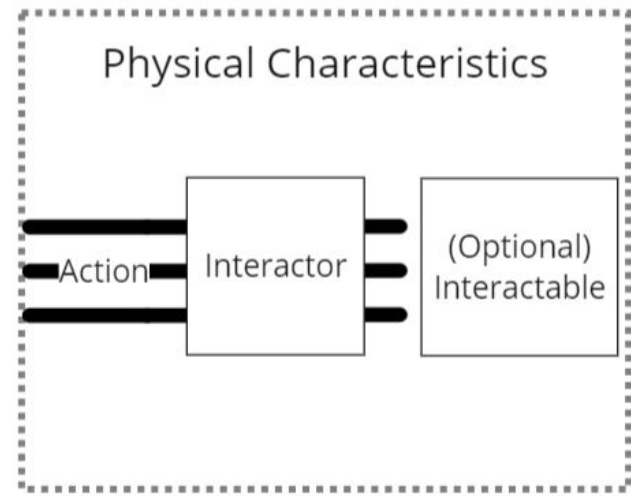 Physical Characteristics
Action
Interactor
(Optional)
Interactable